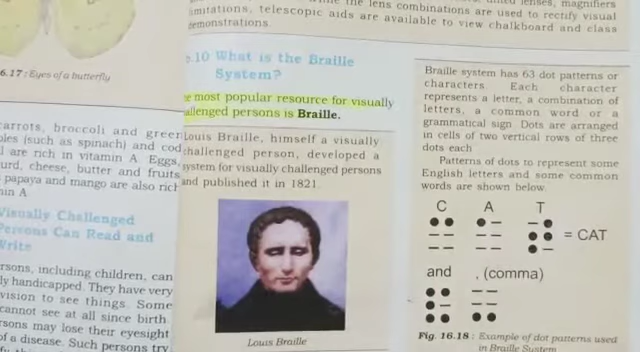 6.17 : Eyes of a butterfly
carrots, broccoli and green
(such as spinach) and cod
are rich in vitamin A. Eggs,
curd, cheese, butter and fruits
papaya and mango are also rich
A.
Visually Challenged
Persons Can Read and
Write
persons, including children, can
handicapped. They have very
vision to see things. Some
cannot see at all since birth.
persons may lose their eyesight
of a disease. Such persons try
the lens combinations are used to rectify visual
limitations, telescopic aids are available to view chalkboard and class
demonstrations.
.10 What is the Braille
System?
most popular resource for visually
challenged persons is Braille.
Louis Braille, himself a visually
challenged person, developed a
system for visually challenged persons
and published it in 1821.
Louis Braille
Braille system has 63 dot patterns or
characters. Each character
represents a letter, a combination of
letters, a common word or a
grammatical sign. Dots are arranged
in cells of two vertical rows of three
dots each.
Patterns of dots to represent some
English letters and some common
words are shown below.
C A T
= CAT
and , (comma)
Fig. 16.18 : Example of dot patterns used
in Braille System